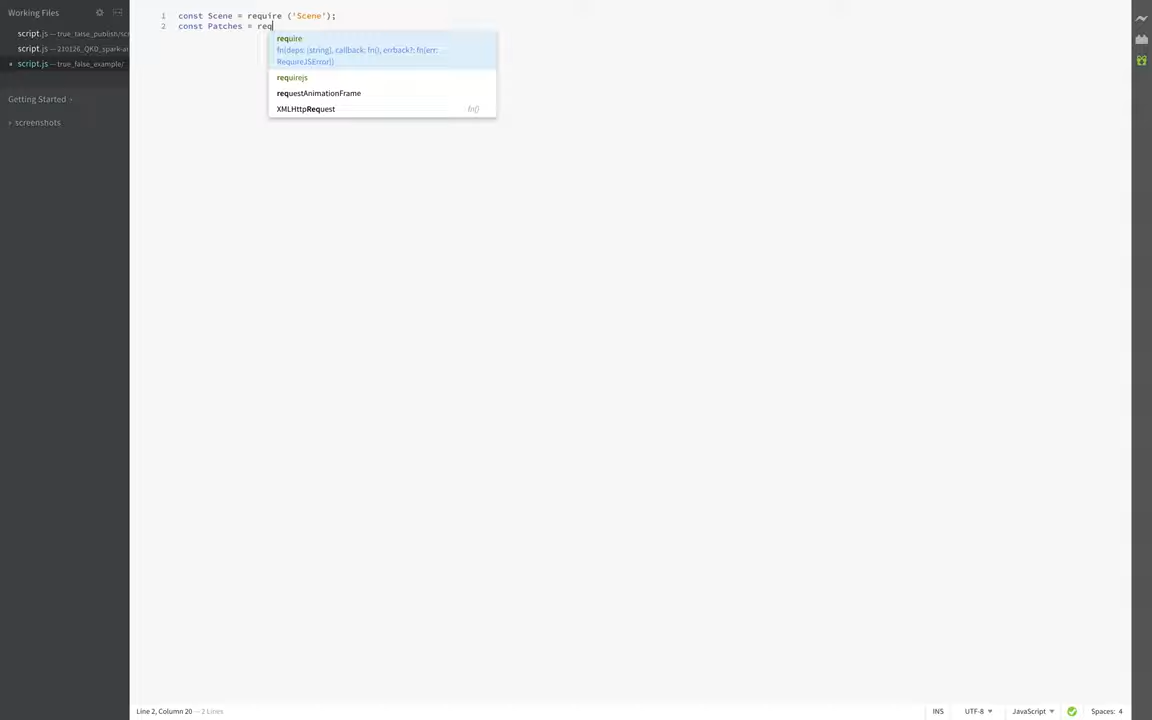 Working Files
script.js — true_false_publish/scr
script.js — 210126_QKD_spark-ar
script.js — true_false_example/
Getting Started
screenshots
1 const Scene = require ('Scene');
2 const Patches = req
require
fn(deps: [string], callback: fn(), errback?: fn(err:
RequireJSError))
requirejs
requestAnimationFrame
XMLHttpRequest fn()
Line 2, Column 20 — 2 Lines
INS UTF-8 JavaScript Spaces: 4